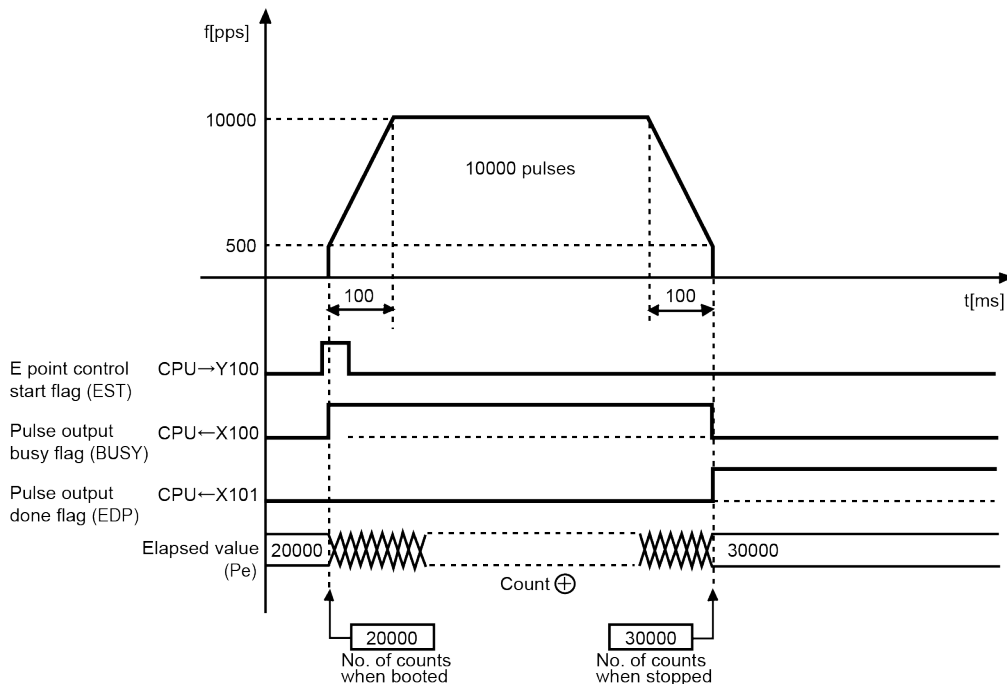 f[pps]
10000
10000 pulses
500
t[ms]
100
100
E point control
start flag (EST)
CPU→Y100
Pulse output
busy flag (BUSY)
CPU←X100
Pulse output
done flag (EDP)
CPU←X101
Elapsed value
(Pe)
20000
30000
Count ⊕
20000
No. of counts
when booted
30000
No. of counts
when stopped